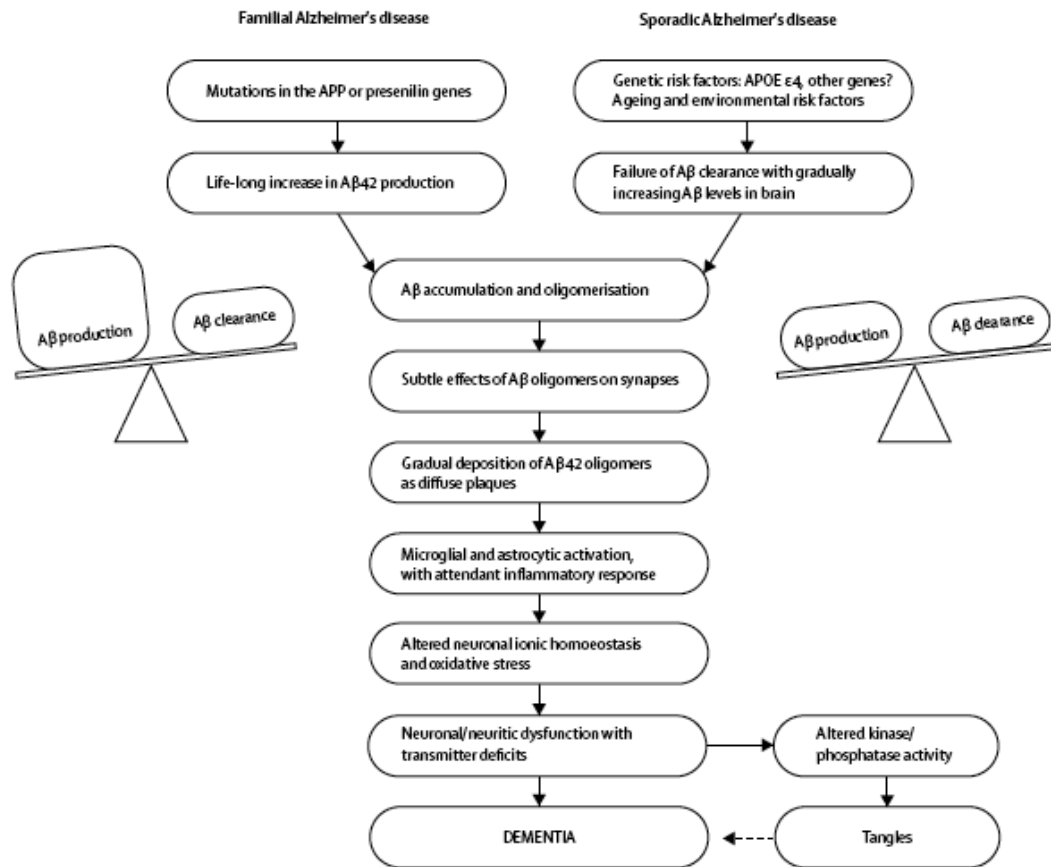 Familial Alzheimer's disease
Sporadic Alzheimer's disease
Mutations in the APP or presenilin genes
Genetic risk factors: APOE ε4, other genes?
Ageing and environmental risk factors
Life-long increase in Aβ42 production
Failure of Aβ clearance with gradually
increasing Aβ levels in brain
Aβ production
Aβ clearance
Aβ accumulation and oligomerisation
Aβ production
Aβ clearance
Subtle effects of Aβ oligomers on synapses
Gradual deposition of Aβ42 oligomers
as diffuse plaques
Microglial and astrocytic activation,
with attendant inflammatory response
Altered neuronal ionic homoeostasis
and oxidative stress
Neuronal/neuritic dysfunction with
transmitter deficits
Altered kinase/
phosphatase activity
DEMENTIA
Tangles